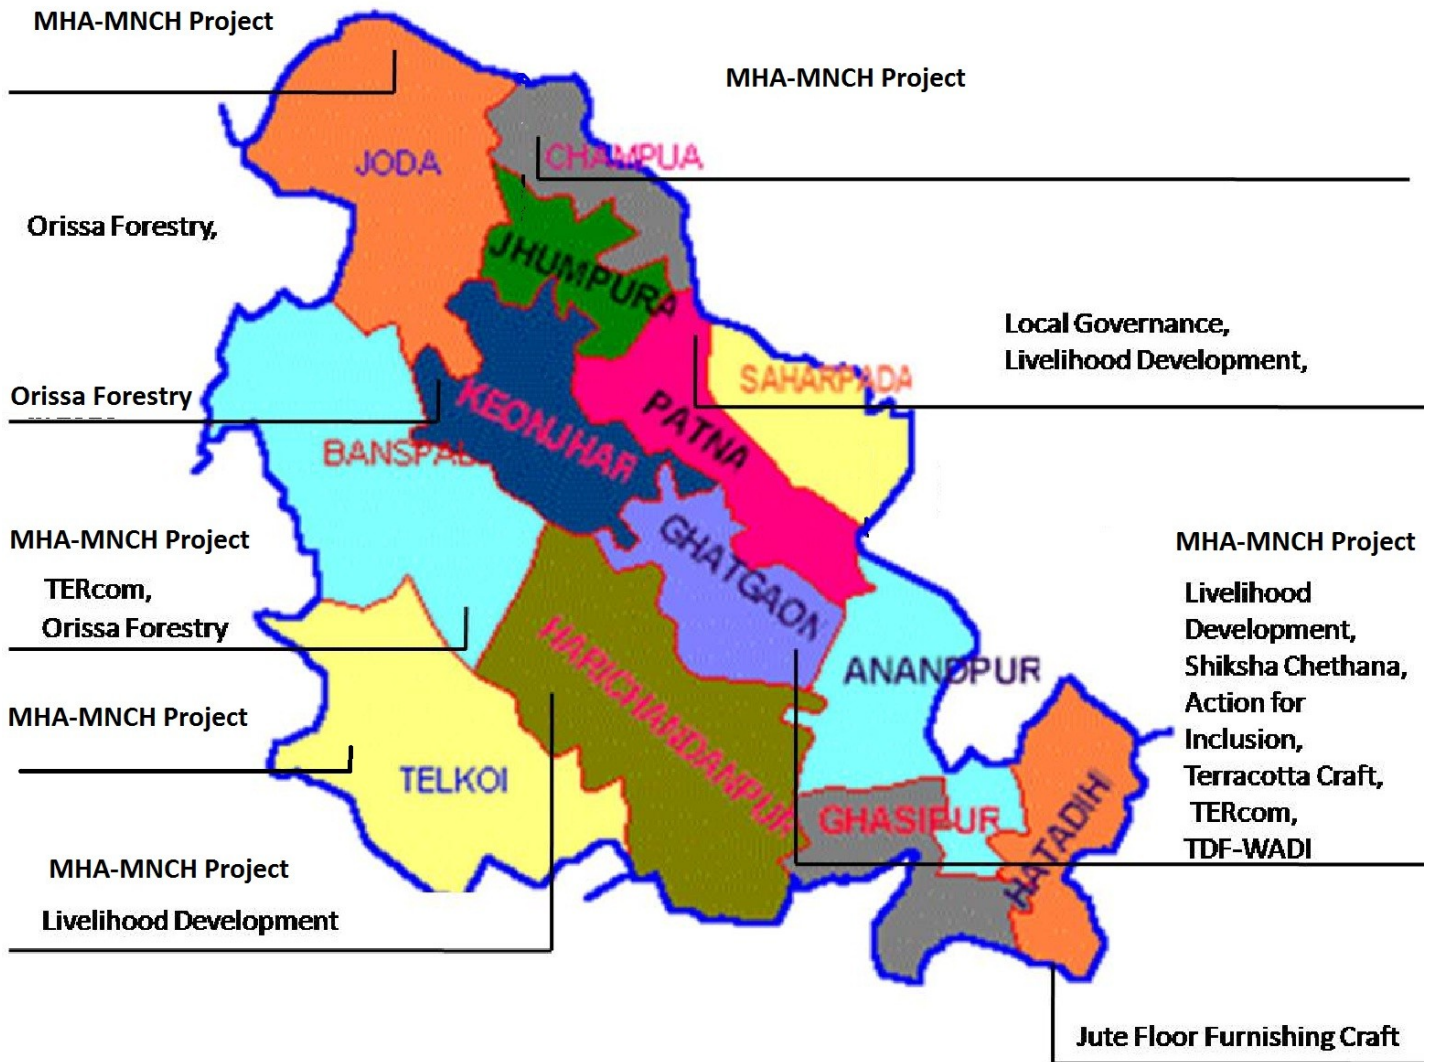 MHA-MNCH Project
MHA-MNCH Project
CHAMPUA
JODA
Orissa Forestry,
JHUMPURA
Local Governance,
Livelihood Development,
SAHARPADA
Orissa Forestry
KEONJHAR
PATNA
BANSPAL
MHA-MNCH Project
TERcom,
Orissa Forestry
GHATGAON
MHA-MNCH Project
Livelihood
Development,
Shiksha Chethana,
Action for
Inclusion,
Terracotta Craft,
TERcom,
TDF-WADI
HARICHANDANPUR
ANANDPUR
MHA-MNCH Project
TELKOI
GHASIPUR
HATADIH
MHA-MNCH Project
Livelihood Development
Jute Floor Furnishing Craft